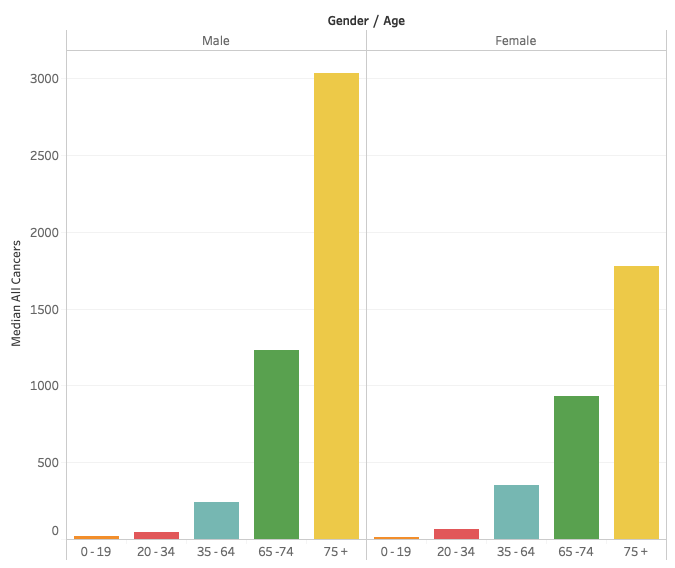 Gender / Age
Male Female
3000
2500
2000
1500
1000
500
0
Median All Cancers
0 - 19 20 - 34 35 - 64 65 -74 75 + 0 - 19 20 - 34 35 - 64 65 -74 75 +